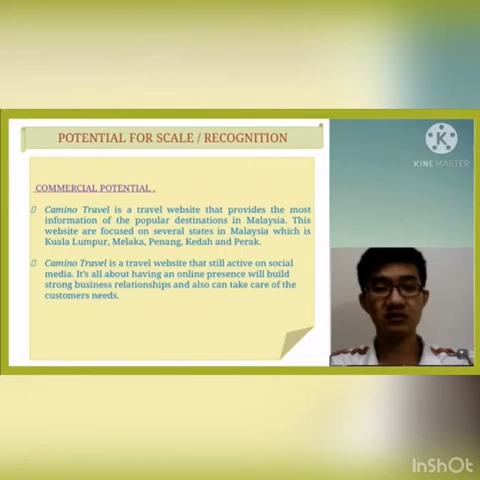 POTENTIAL FOR SCALE / RECOGNITION
COMMERCIAL POTENTIAL .
Camino Travel is a travel website that provides the most
information of the popular destinations in Malaysia. This
website are focused on several states in Malaysia which is
Kuala Lumpur, Melaka, Penang, Kedah and Perak.
Camino Travel is a travel website that still active on social
media. It's all about having an online presence will build
strong business relationships and also can take care of the
customers needs.
K
KINEMASTER
InShOt